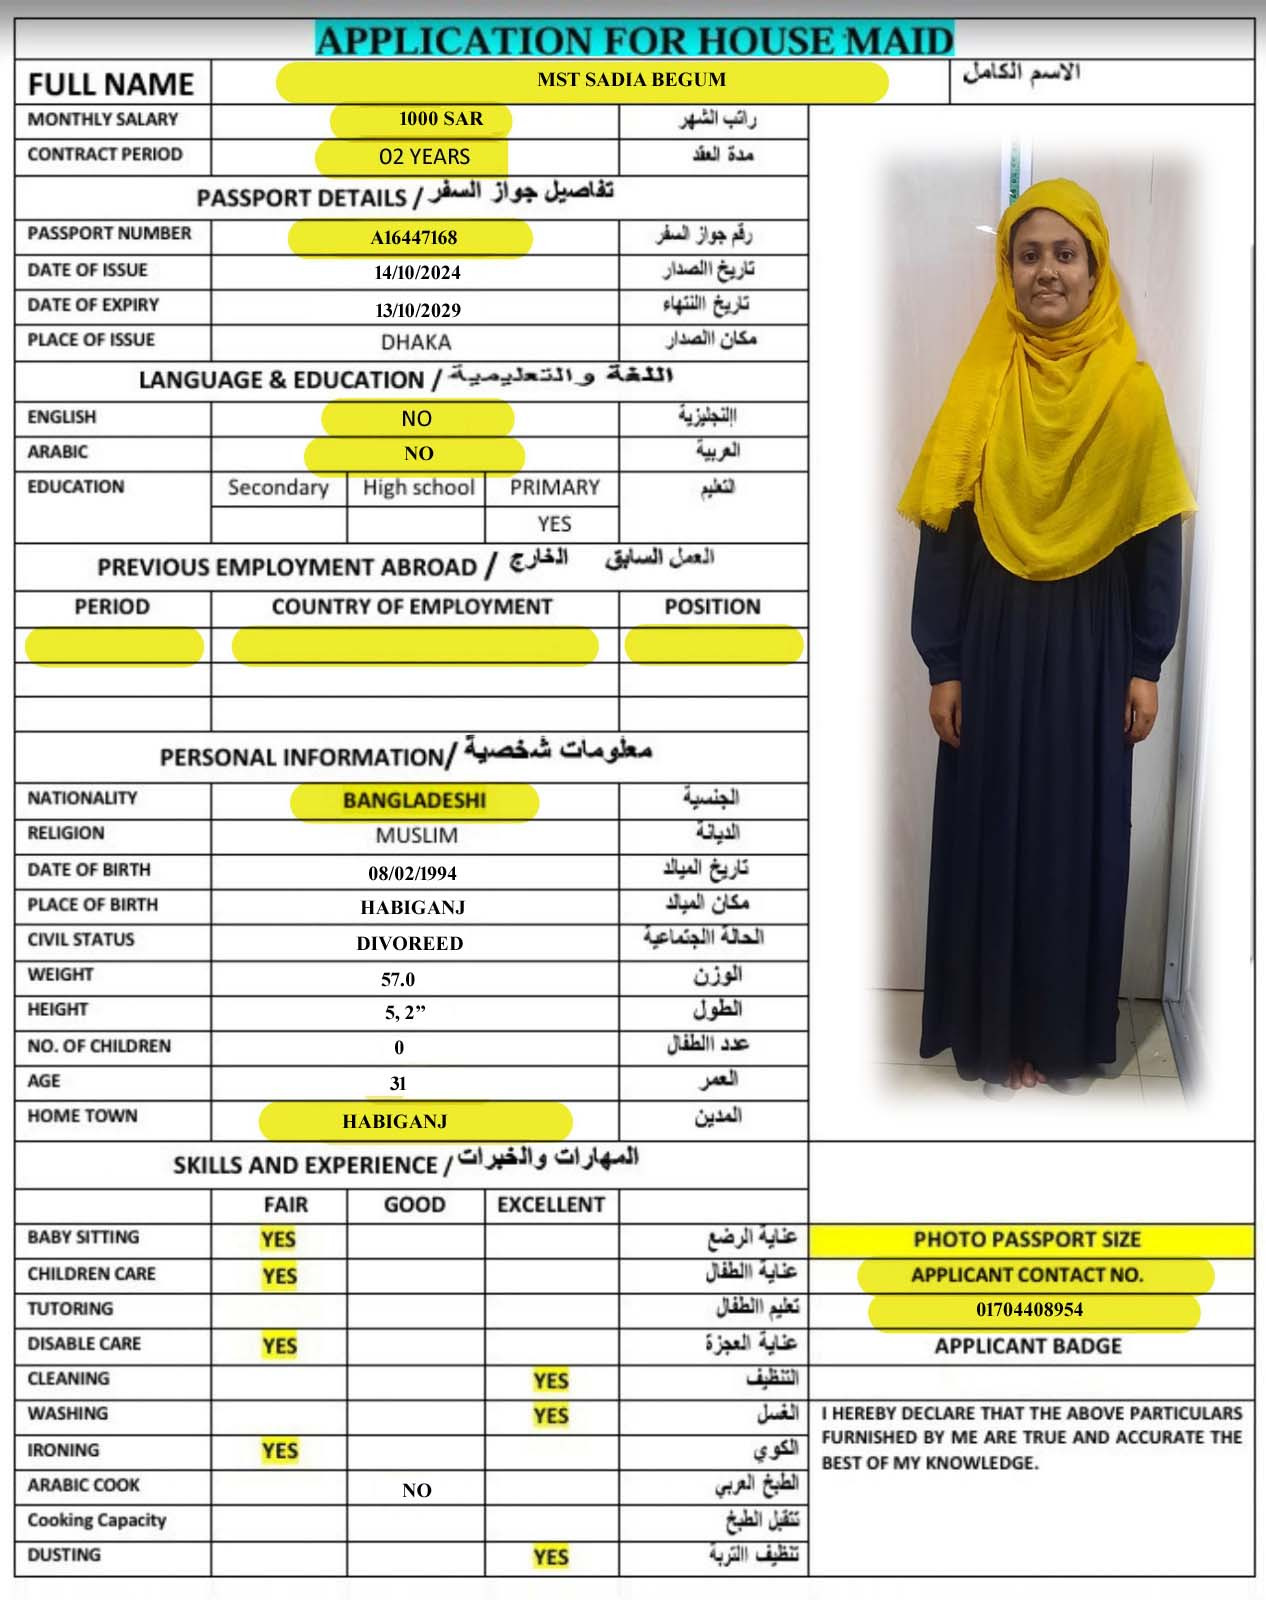 APPLICATION FOR HOUSE MAID
FULL NAME MST SADIA BEGUM الاسم الكامل
MONTHLY SALARY 1000 SAR راتب الشهر
CONTRACT PERIOD 02 YEARS مدة العقد
PASSPORT DETAILS / تفاصيل جواز السفر
PASSPORT NUMBER A16447168 رقم جواز السفر
DATE OF ISSUE 14/10/2024 تاريخ االصدار
DATE OF EXPIRY 13/10/2029 تاريخ االنتهاء
PLACE OF ISSUE DHAKA مكان االصدار
LANGUAGE & EDUCATION / اللغة والتعليمية
ENGLISH NO اإلنجليزية
ARABIC NO العربية
EDUCATION Secondary High school PRIMARY التعليم
YES
PREVIOUS EMPLOYMENT ABROAD / العمل السابق الخارج
PERIOD COUNTRY OF EMPLOYMENT POSITION
PERSONAL INFORMATION/ معلومات شخصية
NATIONALITY BANGLADESHI الجنسية
RELIGION MUSLIM الديانة
DATE OF BIRTH 08/02/1994 تاريخ الميالد
PLACE OF BIRTH HABIGANJ مكان الميالد
CIVIL STATUS DIVOREED الحالة االجتماعية
WEIGHT 57.0 الوزن
HEIGHT 5, 2” الطول
NO. OF CHILDREN 0 عدد االطفال
AGE 31 العمر
HOME TOWN HABIGANJ المدين
SKILLS AND EXPERIENCE / المهارات والخبرات
FAIR GOOD EXCELLENT
BABY SITTING YES عناية الرضع
CHILDREN CARE YES عناية االطفال
TUTORING تعليم االطفال
DISABLE CARE YES عناية العجزة
CLEANING YES التنظيف
WASHING YES الغسل
IRONING YES الكوي
ARABIC COOK NO الطبخ العربي
Cooking Capacity تتقبل الطبخ
DUSTING YES تنظيف االتربة
PHOTO PASSPORT SIZE
APPLICANT CONTACT NO.
01704408954
APPLICANT BADGE
I HEREBY DECLARE THAT THE ABOVE PARTICULARS
FURNISHED BY ME ARE TRUE AND ACCURATE THE
BEST OF MY KNOWLEDGE.